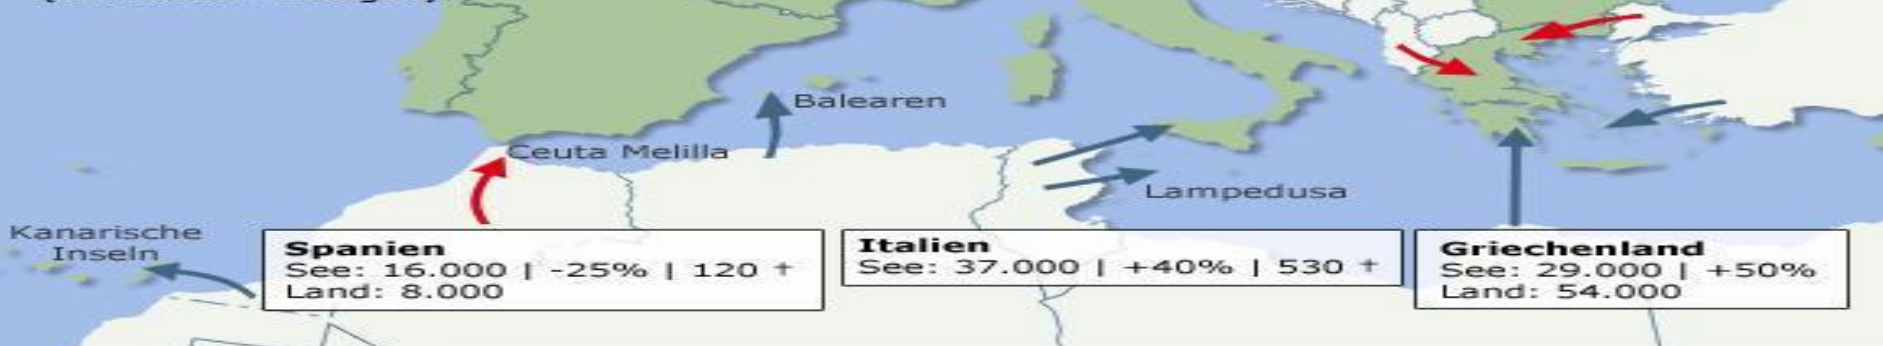 Balearen
Ceuta Melilla
Lampedusa
Kanarische
Inseln
Spanien
See: 16.000 | -25% | 120 †
Land: 8.000
Italien
See: 37.000 | +40% | 530 †
Griechenland
See: 29.000 | +50%
Land: 54.000